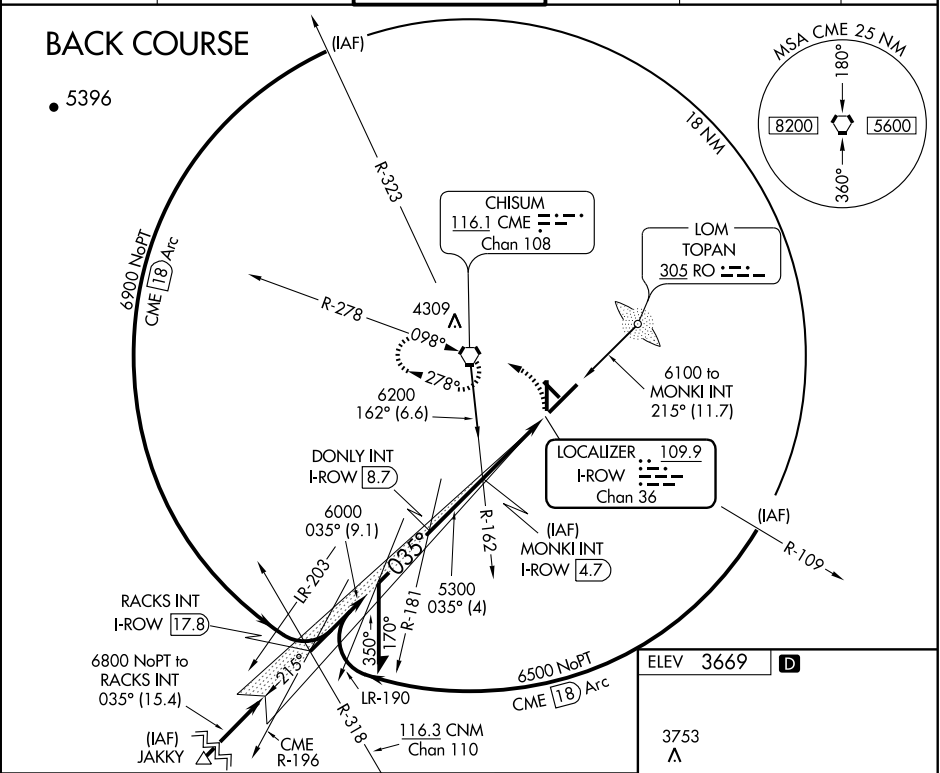 BACK COURSE
5396
(IAF)
R-323
18 NM
MSA CME 25 NM
180°
8200
5600
360°
CHISUM
116.1 CME
Chan 108
LOM
TOPAN
305 RO
6900 NoPT
CME 18 Arc
R-278
4309
098°
278°
6200
162° (6.6)
6100 to
MONKI INT
215° (11.7)
DONLY INT
I-ROW 8.7
LOCALIZER 109.9
I-ROW
Chan 36
6000
035° (9.1)
035°
R-162
(IAF)
MONKI INT
I-ROW 4.7
(IAF)
R-109
LR-203
5300
035° (4)
R-181
RACKS INT
I-ROW 17.8
350°
170°
215°
6800 NoPT to
RACKS INT
035° (15.4)
LR-190
6500 NoPT
CME 18 Arc
R-318
(IAF)
JAKKY
CME
R-196
116.3 CNM
Chan 110
ELEV 3669 D
3753